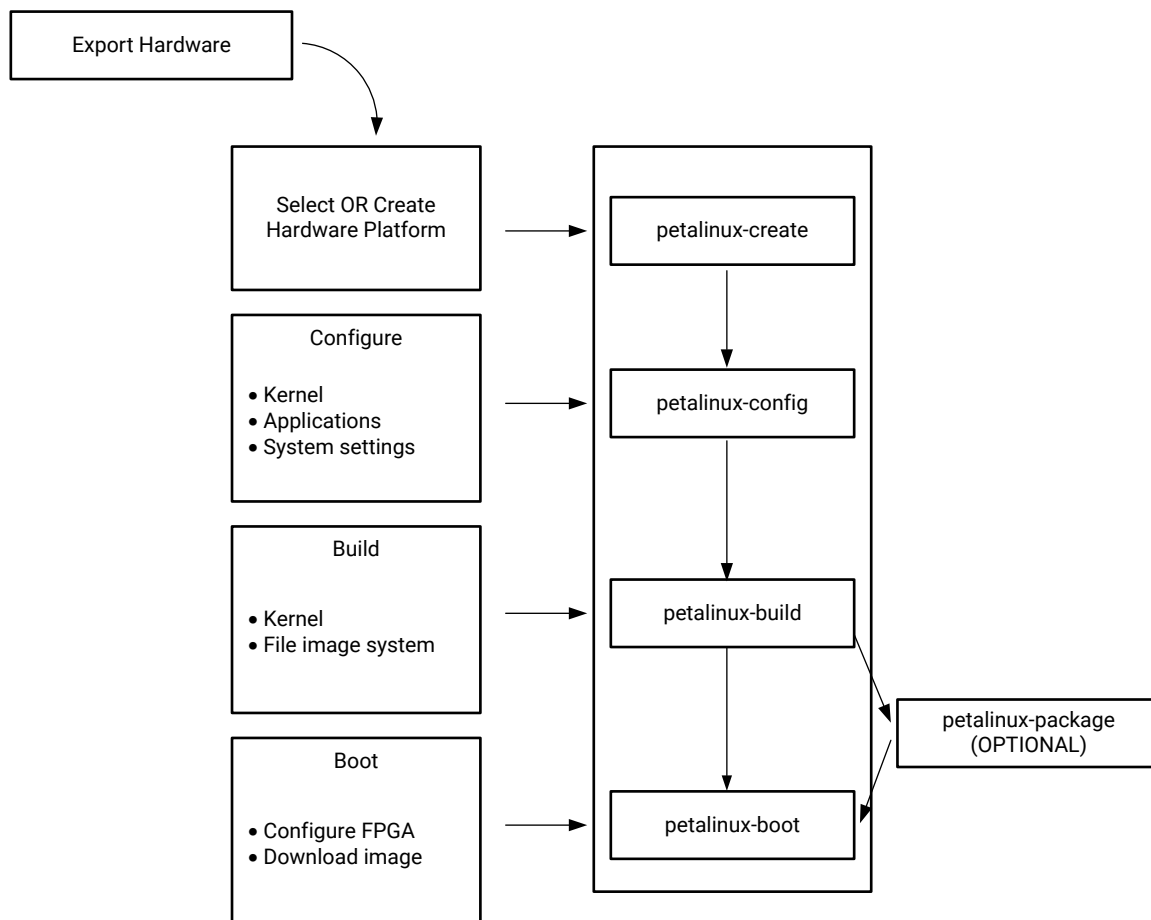 Export Hardware
Select OR Create
Hardware Platform
petalinux-create
Configure
• Kernel
• Applications
• System settings
petalinux-config
Build
• Kernel
• File image system
petalinux-build
petalinux-package
(OPTIONAL)
Boot
• Configure FPGA
• Download image
petalinux-boot